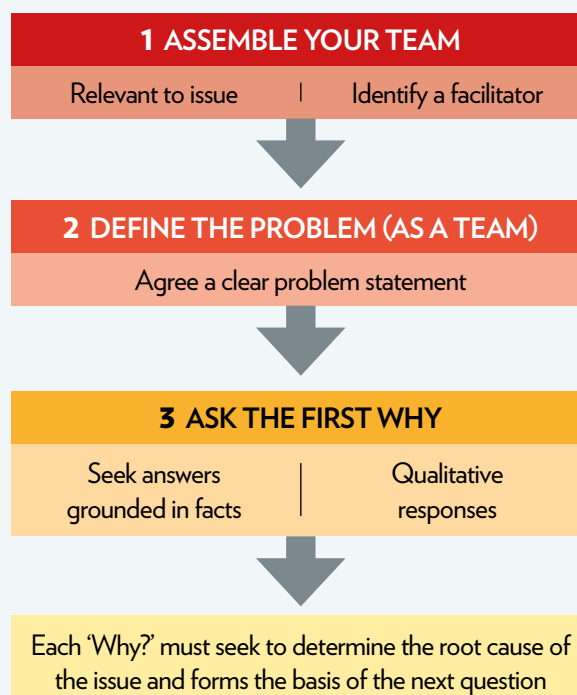 1 ASSEMBLE YOUR TEAM
Relevant to issue
Identify a facilitator
2 DEFINE THE PROBLEM (AS A TEAM)
Agree a clear problem statement
3 ASK THE FIRST WHY
Seek answers
grounded in facts
Qualitative
responses
Each ‘Why?’ must seek to determine the root cause of
the issue and forms the basis of the next question